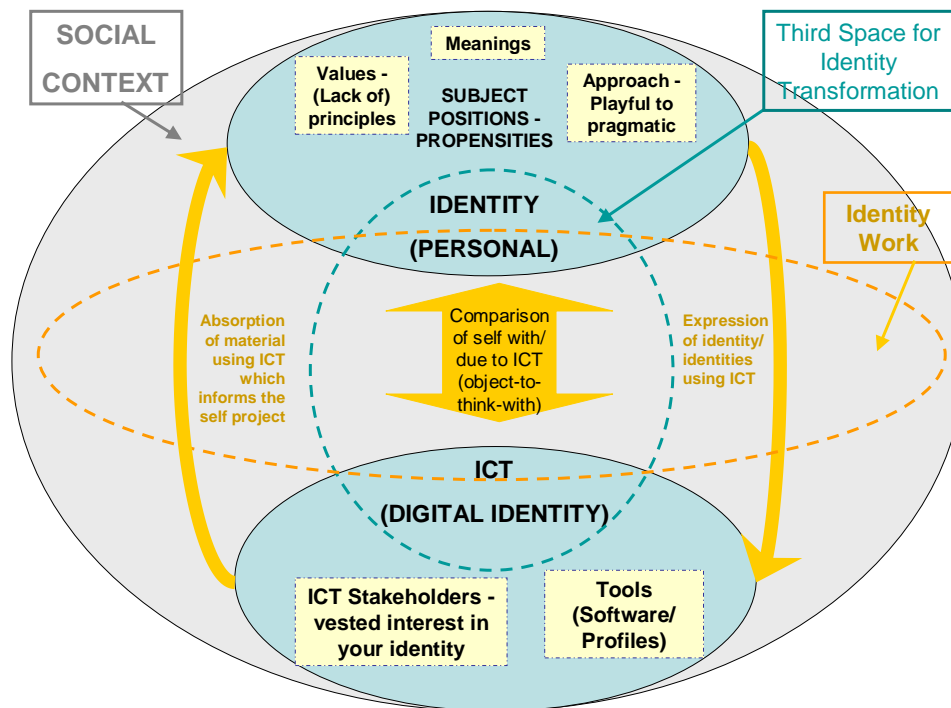 SOCIAL
CONTEXT
Meanings
Values -
(Lack of)
principles
SUBJECT
POSITIONS -
PROPENSITIES
Approach -
Playful to
pragmatic
Third Space for
Identity
Transformation
IDENTITY
(PERSONAL)
Identity
Work
Absorption
of material
using ICT
which
informs the
self project
Comparison
of self with/
due to ICT
(object-to-
think-with)
Expression
of identity/
identities
using ICT
ICT
(DIGITAL IDENTITY)
ICT Stakeholders -
vested interest in
your identity
Tools
(Software/
Profiles)